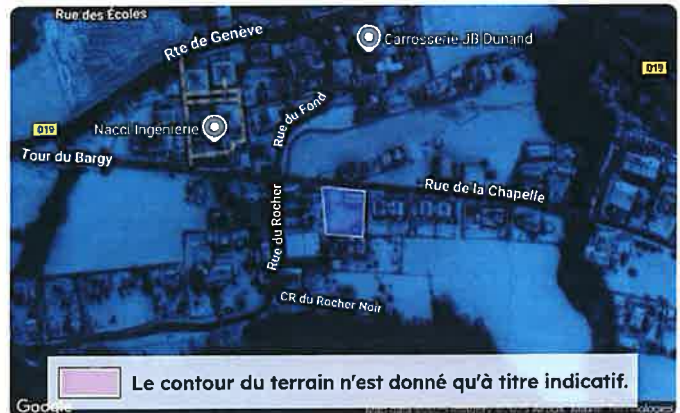 Rue des Écoles
Rte de Genève
Carrosserie JB Dunand
D19
D19
Nacci Ingénierie
Rue du Fond
Tour du Bargy
Rue de la Chapelle
Rue du Rocher
CR du Rocher Noir
Le contour du terrain n'est donné qu'à titre indicatif.
Google